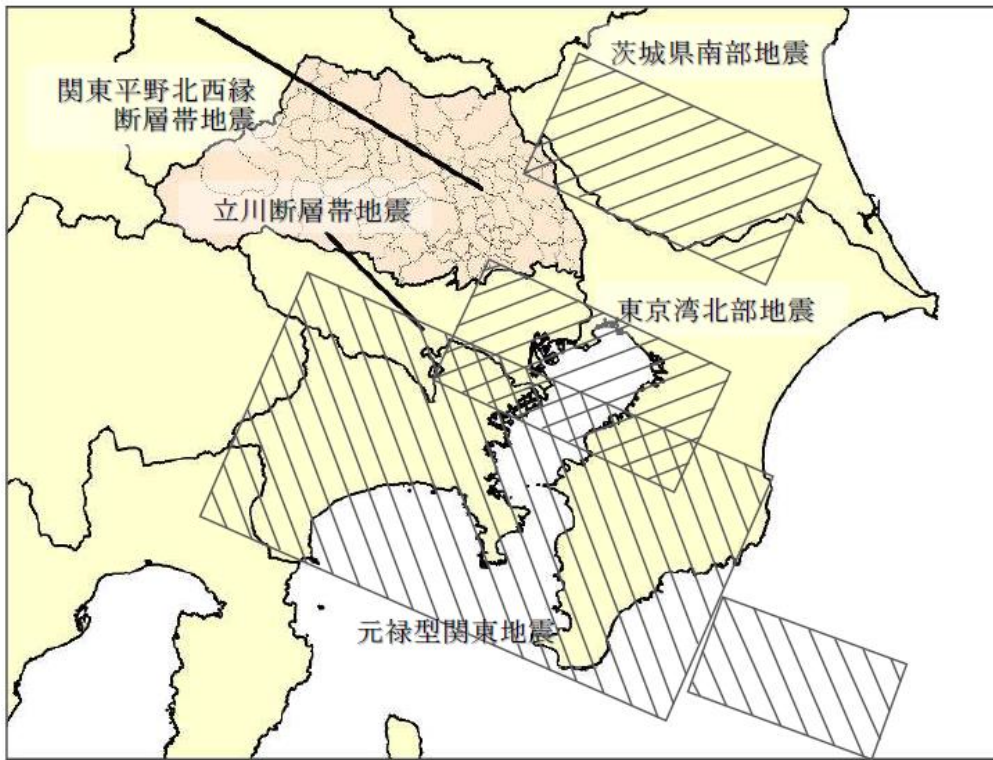 茨城県南部地震
関東平野北西縁
断層帯地震
立川断層帯地震
東京湾北部地震
元禄型関東地震